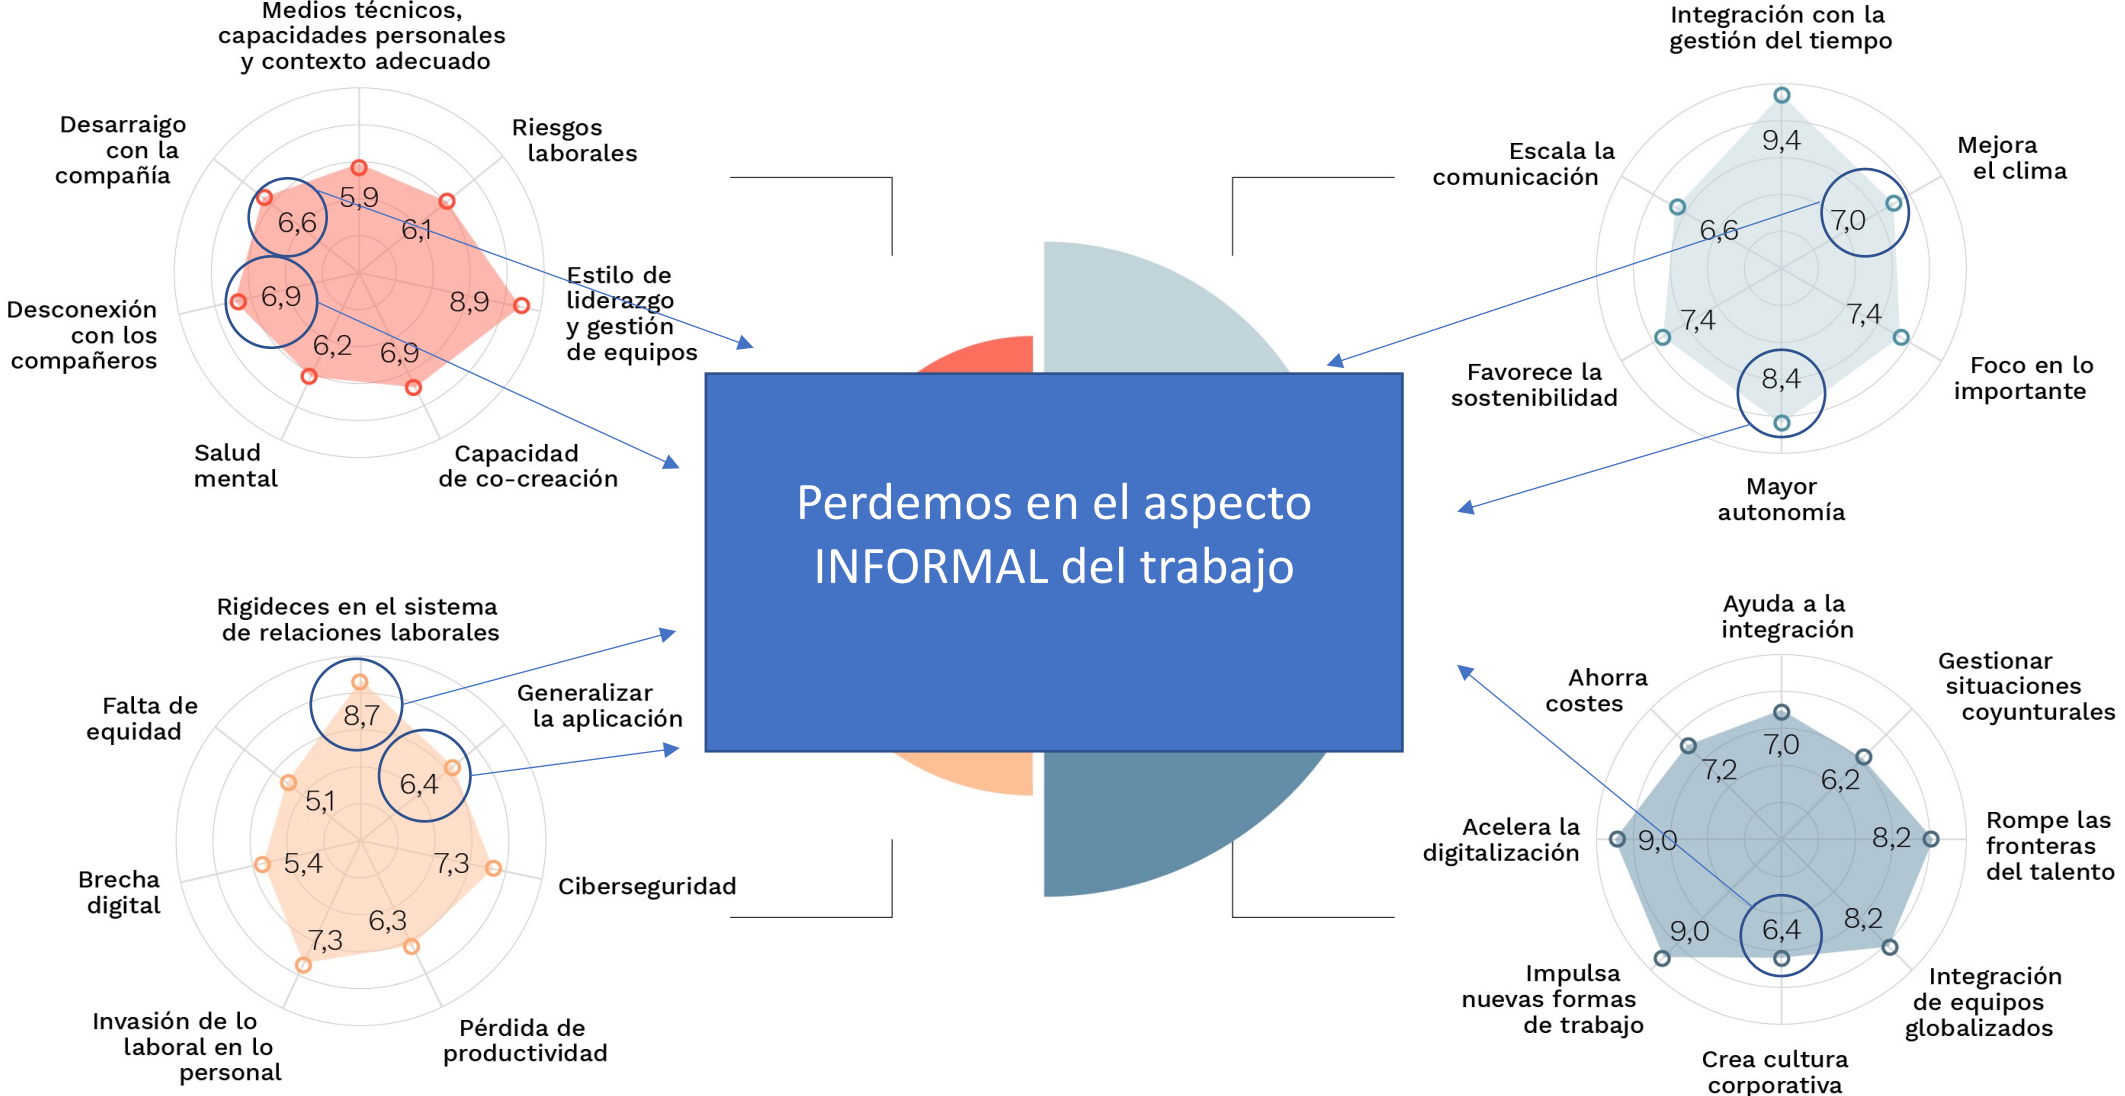 Medios técnicos,
capacidades personales
y contexto adecuado
Desarraigo
con la
compañía
Riesgos
laborales
5,9
6,6
6,1
Estilo de
liderazgo
y gestión
de equipos
Desconexión
con los
compañeros
6,9
8,9
6,2
6,9
Salud
mental
Capacidad
de co-creación
Integración con la
gestión del tiempo
Escala la
comunicación
Mejora
el clima
9,4
6,6
7,0
7,4
7,4
Favorece la
sostenibilidad
8,4
Foco en lo
importante
Mayor
autonomía
Perdemos en el aspecto
INFORMAL del trabajo
Rigideces en el sistema
de relaciones laborales
Falta de
equidad
Generalizar
la aplicación
8,7
6,4
5,1
5,4
7,3
Brecha
digital
Ciberseguridad
6,3
7,3
Invasión de lo
laboral en lo
personal
Pérdida de
productividad
Ayuda a la
integración
Ahorra
costes
Gestionar
situaciones
coyunturales
7,0
7,2
6,2
Acelera la
digitalización
9,0
8,2
Rompe las
fronteras
del talento
9,0
6,4
8,2
Impulsa
nuevas formas
de trabajo
Integración
de equipos
globalizados
Crea cultura
corporativa